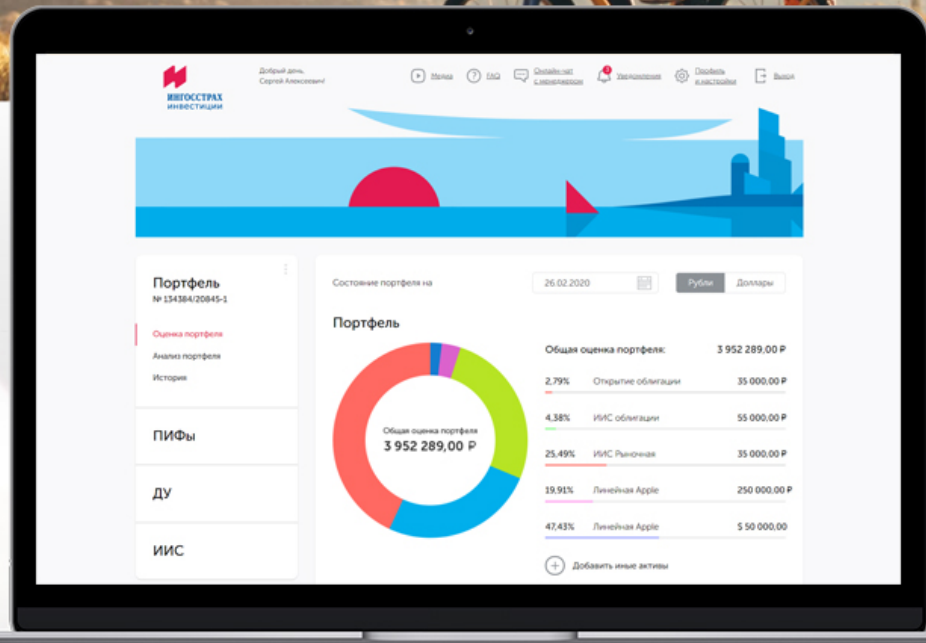 ИНГОССТРАХ
ИНВЕСТИЦИИ
Добрый день,
Сергей Алексеевич!
Медиа
FAQ
Онлайн-чат
с менеджером
Уведомления
Профиль
и настройки
Выход
Портфель
№ 134384/20845-1
Оценка портфеля
Анализ портфеля
История
ПИФы
ДУ
ИИС
Состояние портфеля на
26.02.2020
Рубли
Доллары
Портфель
Общая оценка портфеля
3 952 289,00 ₽
Общая оценка портфеля: 3 952 289,00 ₽
2,79% Открытие облигации 35 000,00 ₽
4,38% ИИС облигации 55 000,00 ₽
25,49% ИИС Рыночная 35 000,00 ₽
19,91% Линейная Apple 250 000,00 ₽
47,43% Линейная Apple $ 50 000,00
Добавить иные активы